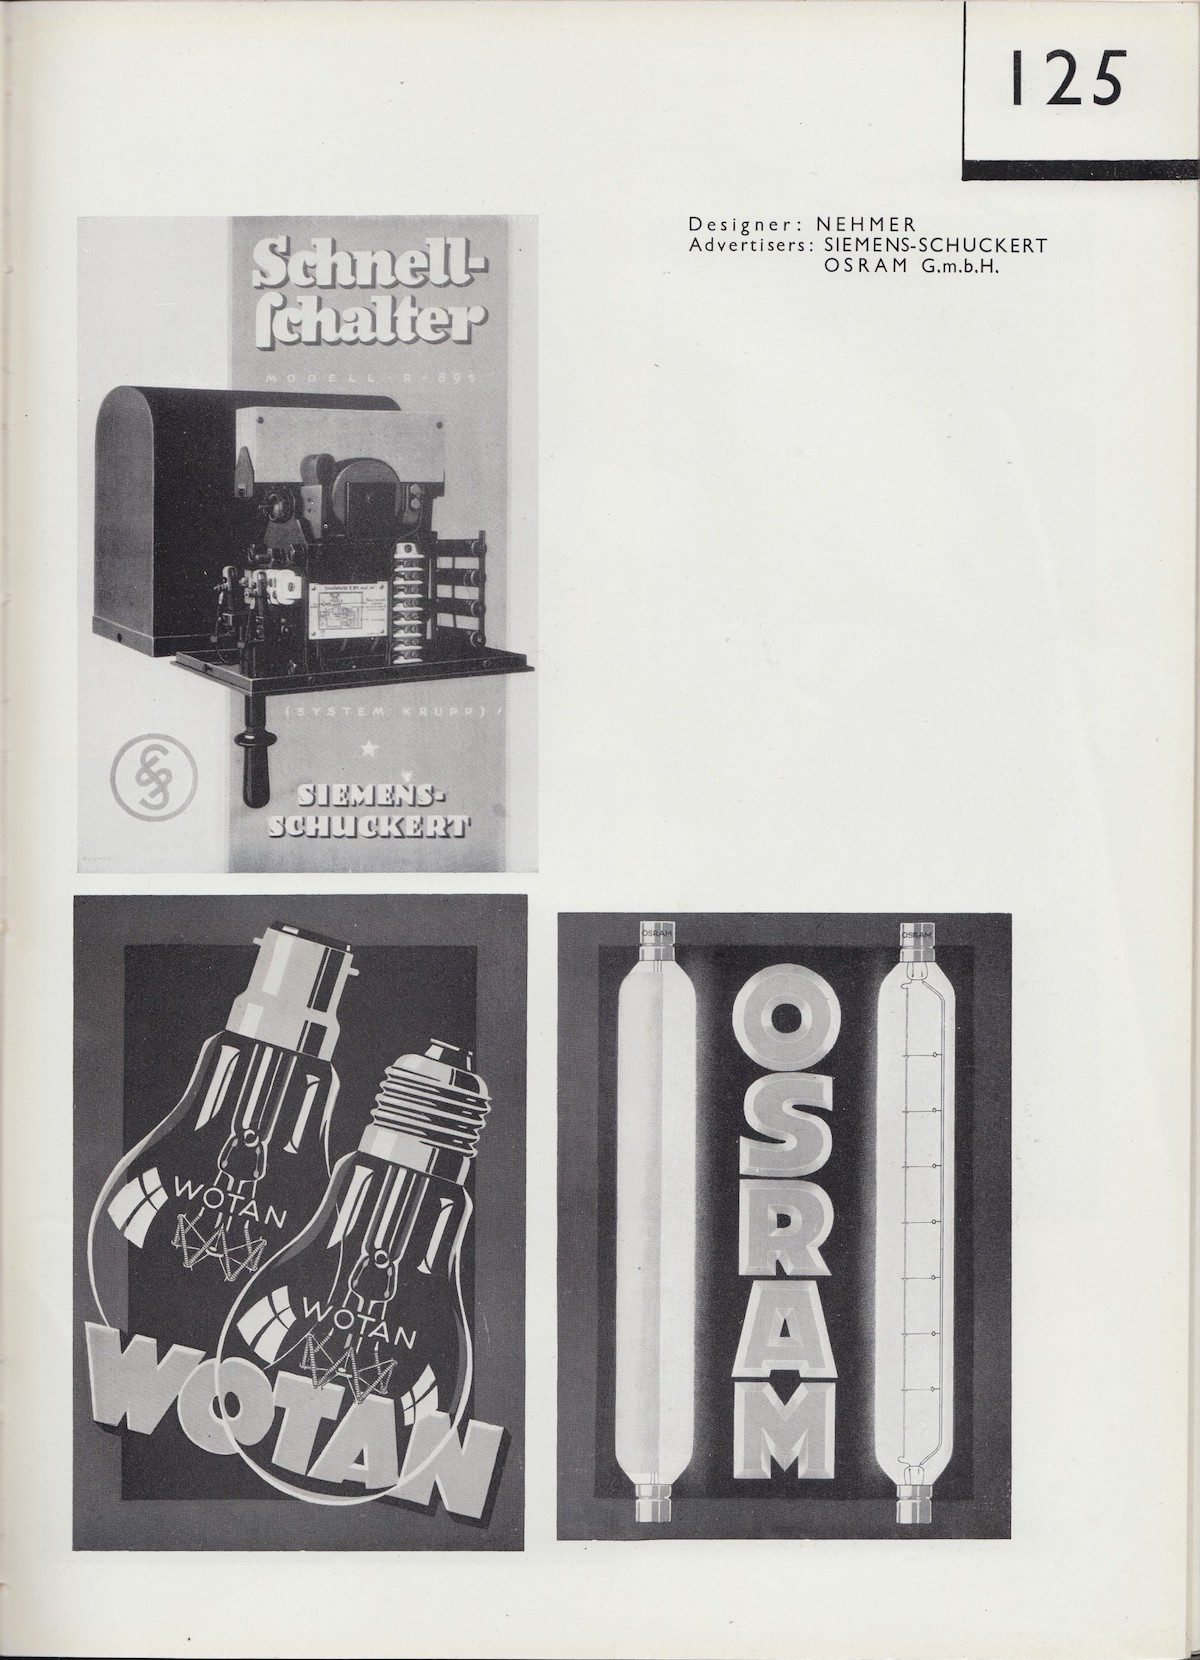 125
Designer: NEHMER
Advertisers: SIEMENS-SCHUCKERT
OSRAM G.m.b.H.
Schnell-
ſchalter
MODELL·R·891
(SYSTEM KRUPP)
SIEMENS-
SCHUCKERT
WOTAN
WOTAN
WOTAN
OSRAM
OSRAM
OSRAM